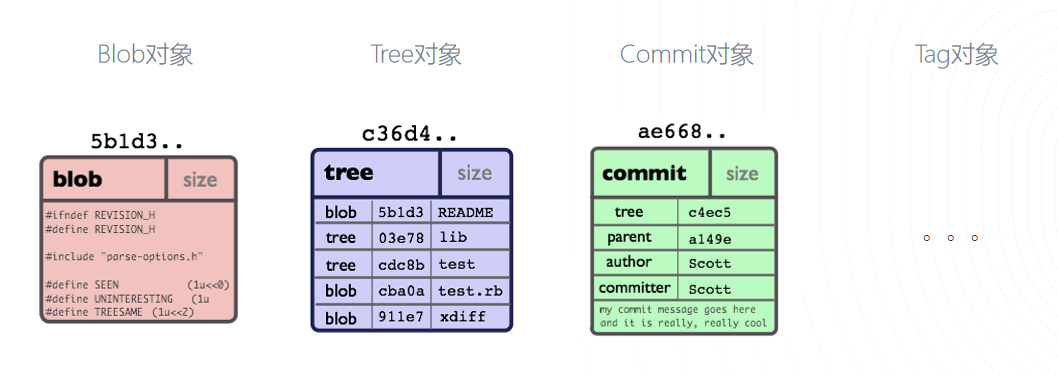 Blob对象
Tree对象
Commit对象
Tag对象
5b1d3..
blob size
#ifndef REVISION_H
#define REVISION_H
#include "parse-options.h"
#define SEEN (1u<<0)
#define UNINTERESTING (1u
#define TREESAME (1u<<2)
c36d4..
tree size
blob 5b1d3 README
tree 03e78 lib
tree cdc8b test
blob cba0a test.rb
blob 911e7 xdiff
ae668..
commit size
tree c4ec5
parent a149e
author Scott
committer Scott
my commit message goes here
and it is really, really cool
。。。